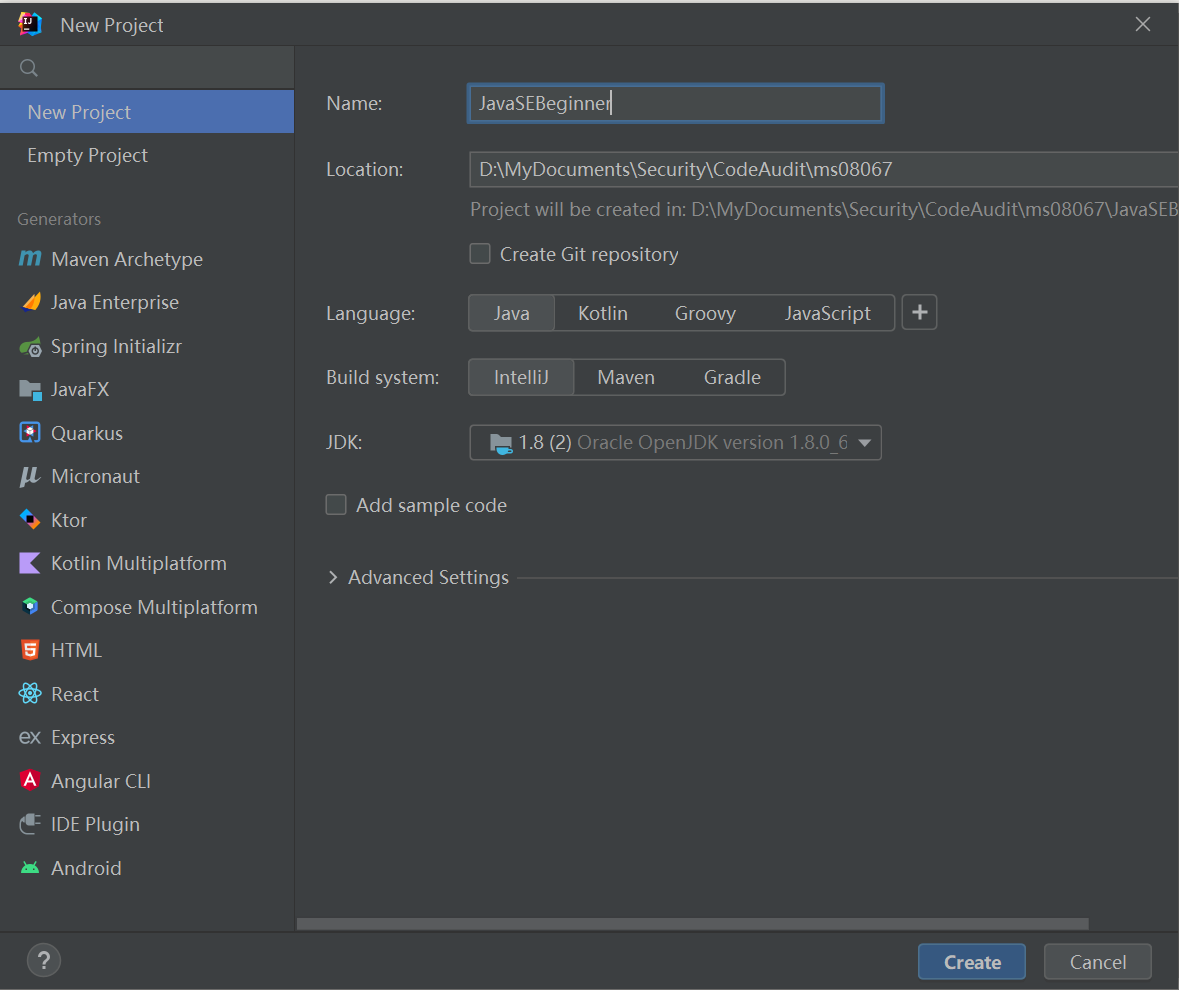 New Project
New Project
Empty Project
Generators
Maven Archetype
Java Enterprise
Spring Initializr
JavaFX
Quarkus
Micronaut
Ktor
Kotlin Multiplatform
Compose Multiplatform
HTML
React
Express
Angular CLI
IDE Plugin
Android
Name: JavaSEBeginner
Location: D:\MyDocuments\Security\CodeAudit\ms08067
Project will be created in: D:\MyDocuments\Security\CodeAudit\ms08067\JavaSEB
Create Git repository
Language: Java Kotlin Groovy JavaScript +
Build system: IntelliJ Maven Gradle
JDK: 1.8 (2) Oracle OpenJDK version 1.8.0_6
Add sample code
Advanced Settings
? Create Cancel